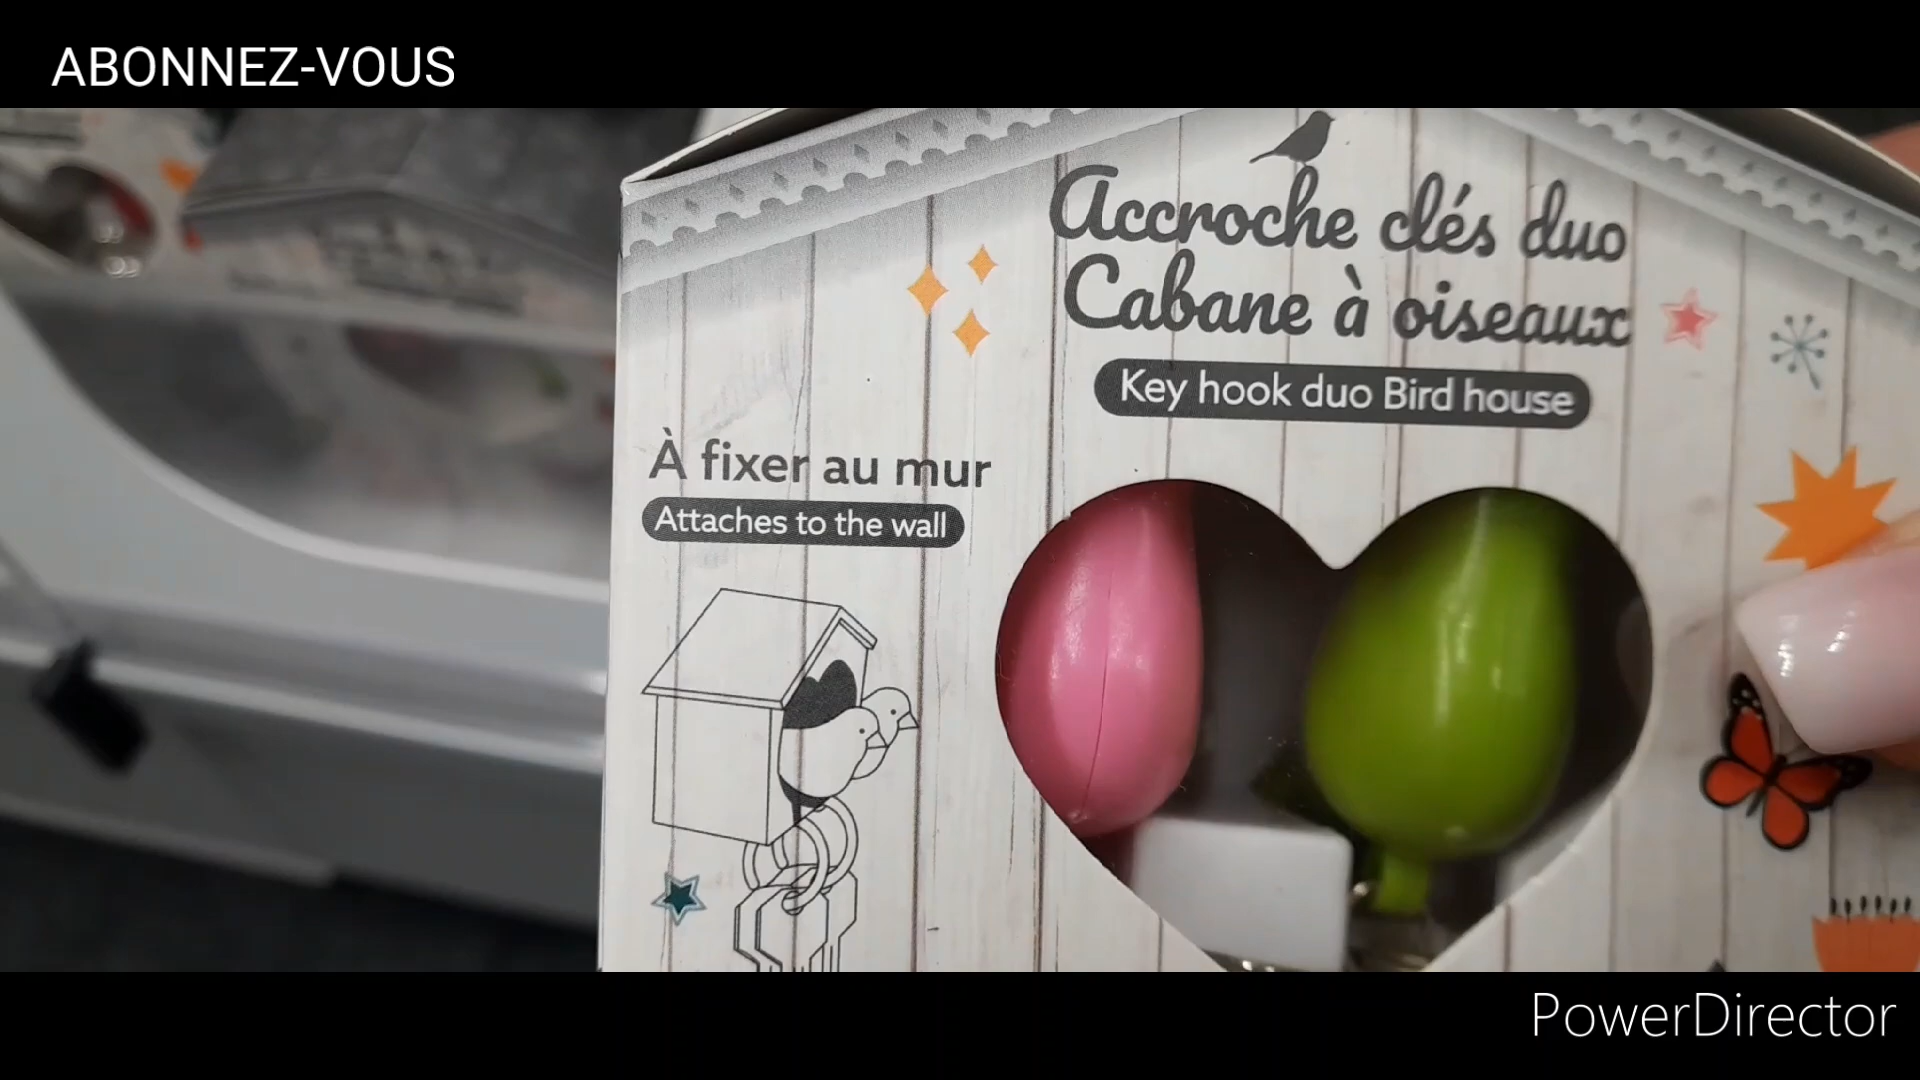 ABONNEZ-VOUS
Accroche clés duo
Cabane à oiseaux
Key hook duo Bird house
À fixer au mur
Attaches to the wall
PowerDirector